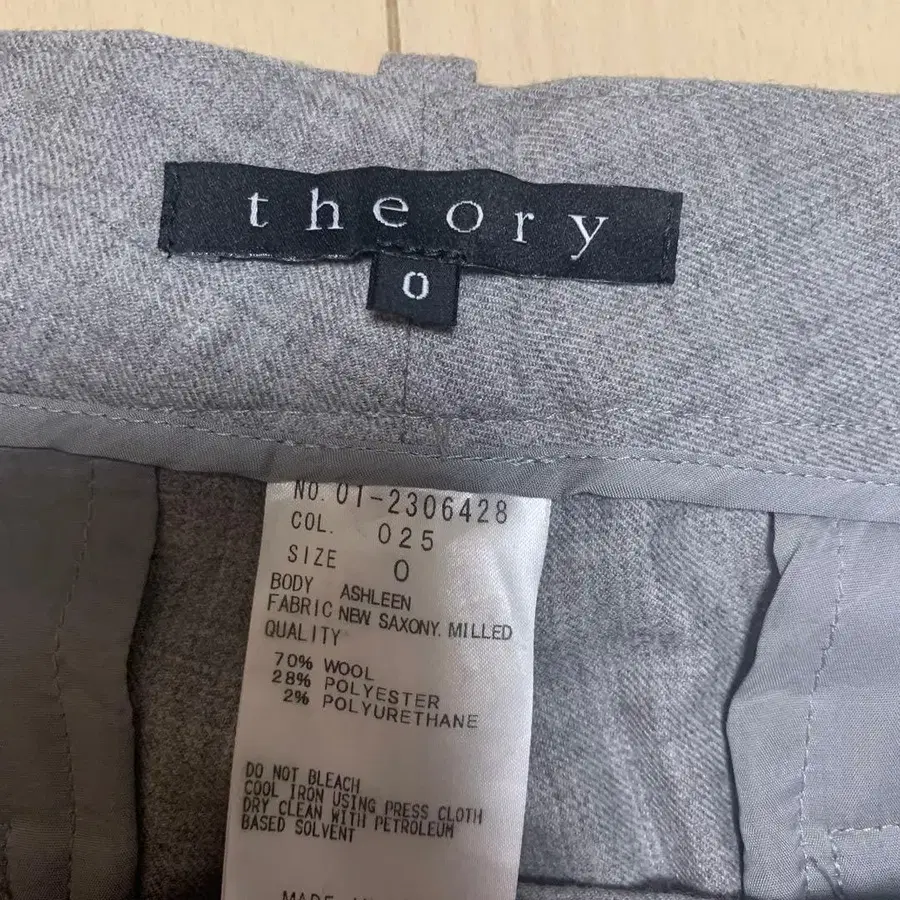 theory
0
NO. 01-2306428
COL. 025
SIZE 0
BODY ASHLEEN
FABRIC NEW SAXONY. MILLED
QUALITY
70% WOOL
28% POLYESTER
2% POLYURETHANE
DO NOT BLEACH
COOL IRON USING PRESS CLOTH
DRY CLEAN WITH PETROLEUM
BASED SOLVENT
MADE